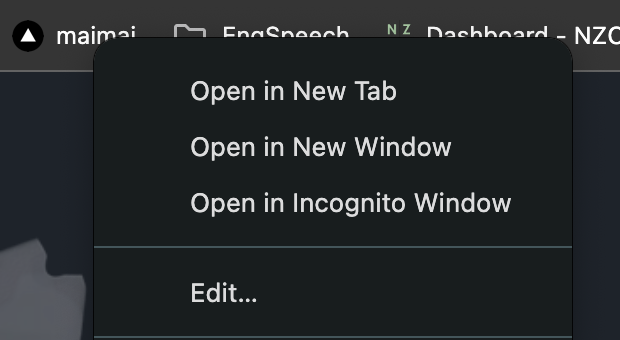 maimai EngSpeech NZ Dashboard - NZC
Open in New Tab
Open in New Window
Open in Incognito Window
Edit...